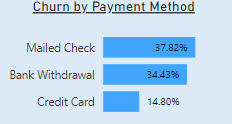 Churn by Payment Method
Mailed Check 37.82%
Bank Withdrawal 34.43%
Credit Card 14.80%